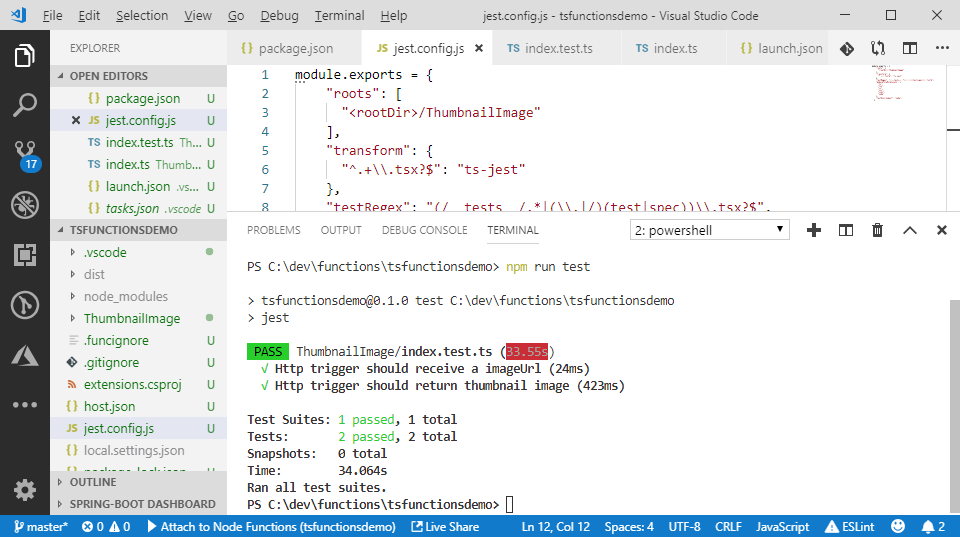 File Edit Selection View Go Debug Terminal Help jest.config.js - tsfunctionsdemo - Visual Studio Code
EXPLORER
OPEN EDITORS
{} package.json U
JS jest.config.js U
TS index.test.ts Th... U
TS index.ts Thumb... U
{} launch.json .vs... U
{} tasks.json .vscode U
17
TSFUNCTIONSDEMO
.vscode
dist
node_modules
ThumbnailImage
.funcignore U
.gitignore U
extensions.csproj U
{} host.json U
JS jest.config.js U
{} local.settings.json
{} package-lock.json U
OUTLINE
SPRING-BOOT DASHBOARD
{} package.json JS jest.config.js TS index.test.ts TS index.ts {} launch.json
1 module.exports = {
2 "roots": [
3 "<rootDir>/ThumbnailImage"
4 ],
5 "transform": {
6 "^.+\\.tsx?$": "ts-jest"
7 },
8 "testRegex": "(/__tests__/.*|(\\.|/)(test|spec))\\.tsx?$",
PROBLEMS OUTPUT DEBUG CONSOLE TERMINAL 2: powershell
PS C:\dev\functions\tsfunctionsdemo> npm run test
> tsfunctionsdemo@0.1.0 test C:\dev\functions\tsfunctionsdemo
> jest
PASS ThumbnailImage/index.test.ts (33.55s)
√ Http trigger should receive a imageUrl (24ms)
√ Http trigger should return thumbnail image (423ms)
Test Suites: 1 passed, 1 total
Tests: 2 passed, 2 total
Snapshots: 0 total
Time: 34.064s
Ran all test suites.
PS C:\dev\functions\tsfunctionsdemo>
master* 0 0 Attach to Node Functions (tsfunctionsdemo) Live Share Ln 12, Col 12 Spaces: 4 UTF-8 CRLF JavaScript ESLint 2